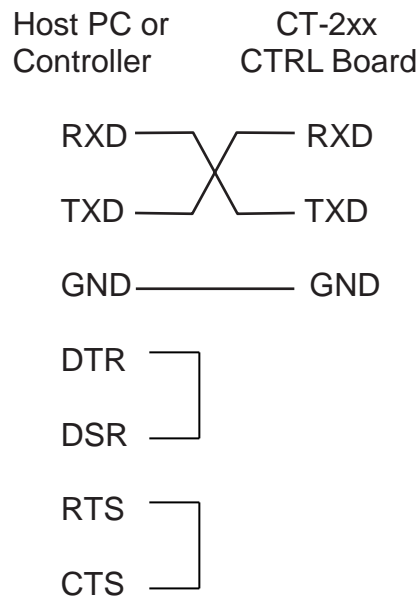 Host PC or CT-2xx
Controller CTRL Board
RXD RXD
TXD TXD
GND GND
DTR
DSR
RTS
CTS